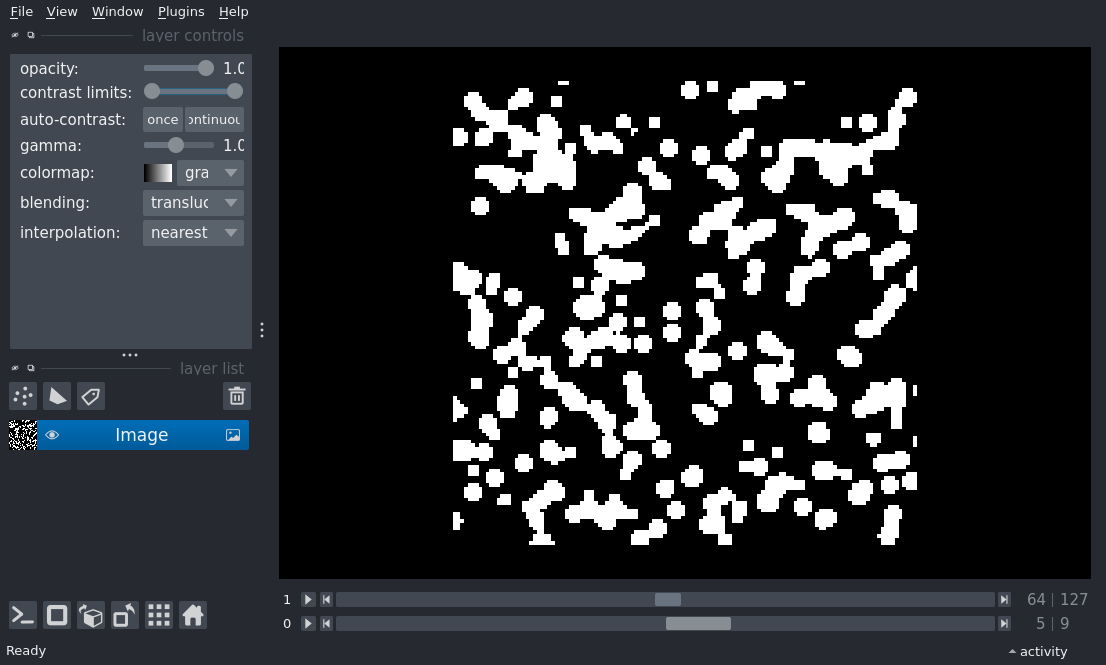 File View Window Plugins Help
layer controls
opacity: 1.0
contrast limits:
auto-contrast: once ontinuou
gamma: 1.0
colormap: gra
blending: transluc
interpolation: nearest
layer list
Image
1 64 | 127
0 5 | 9
Ready activity